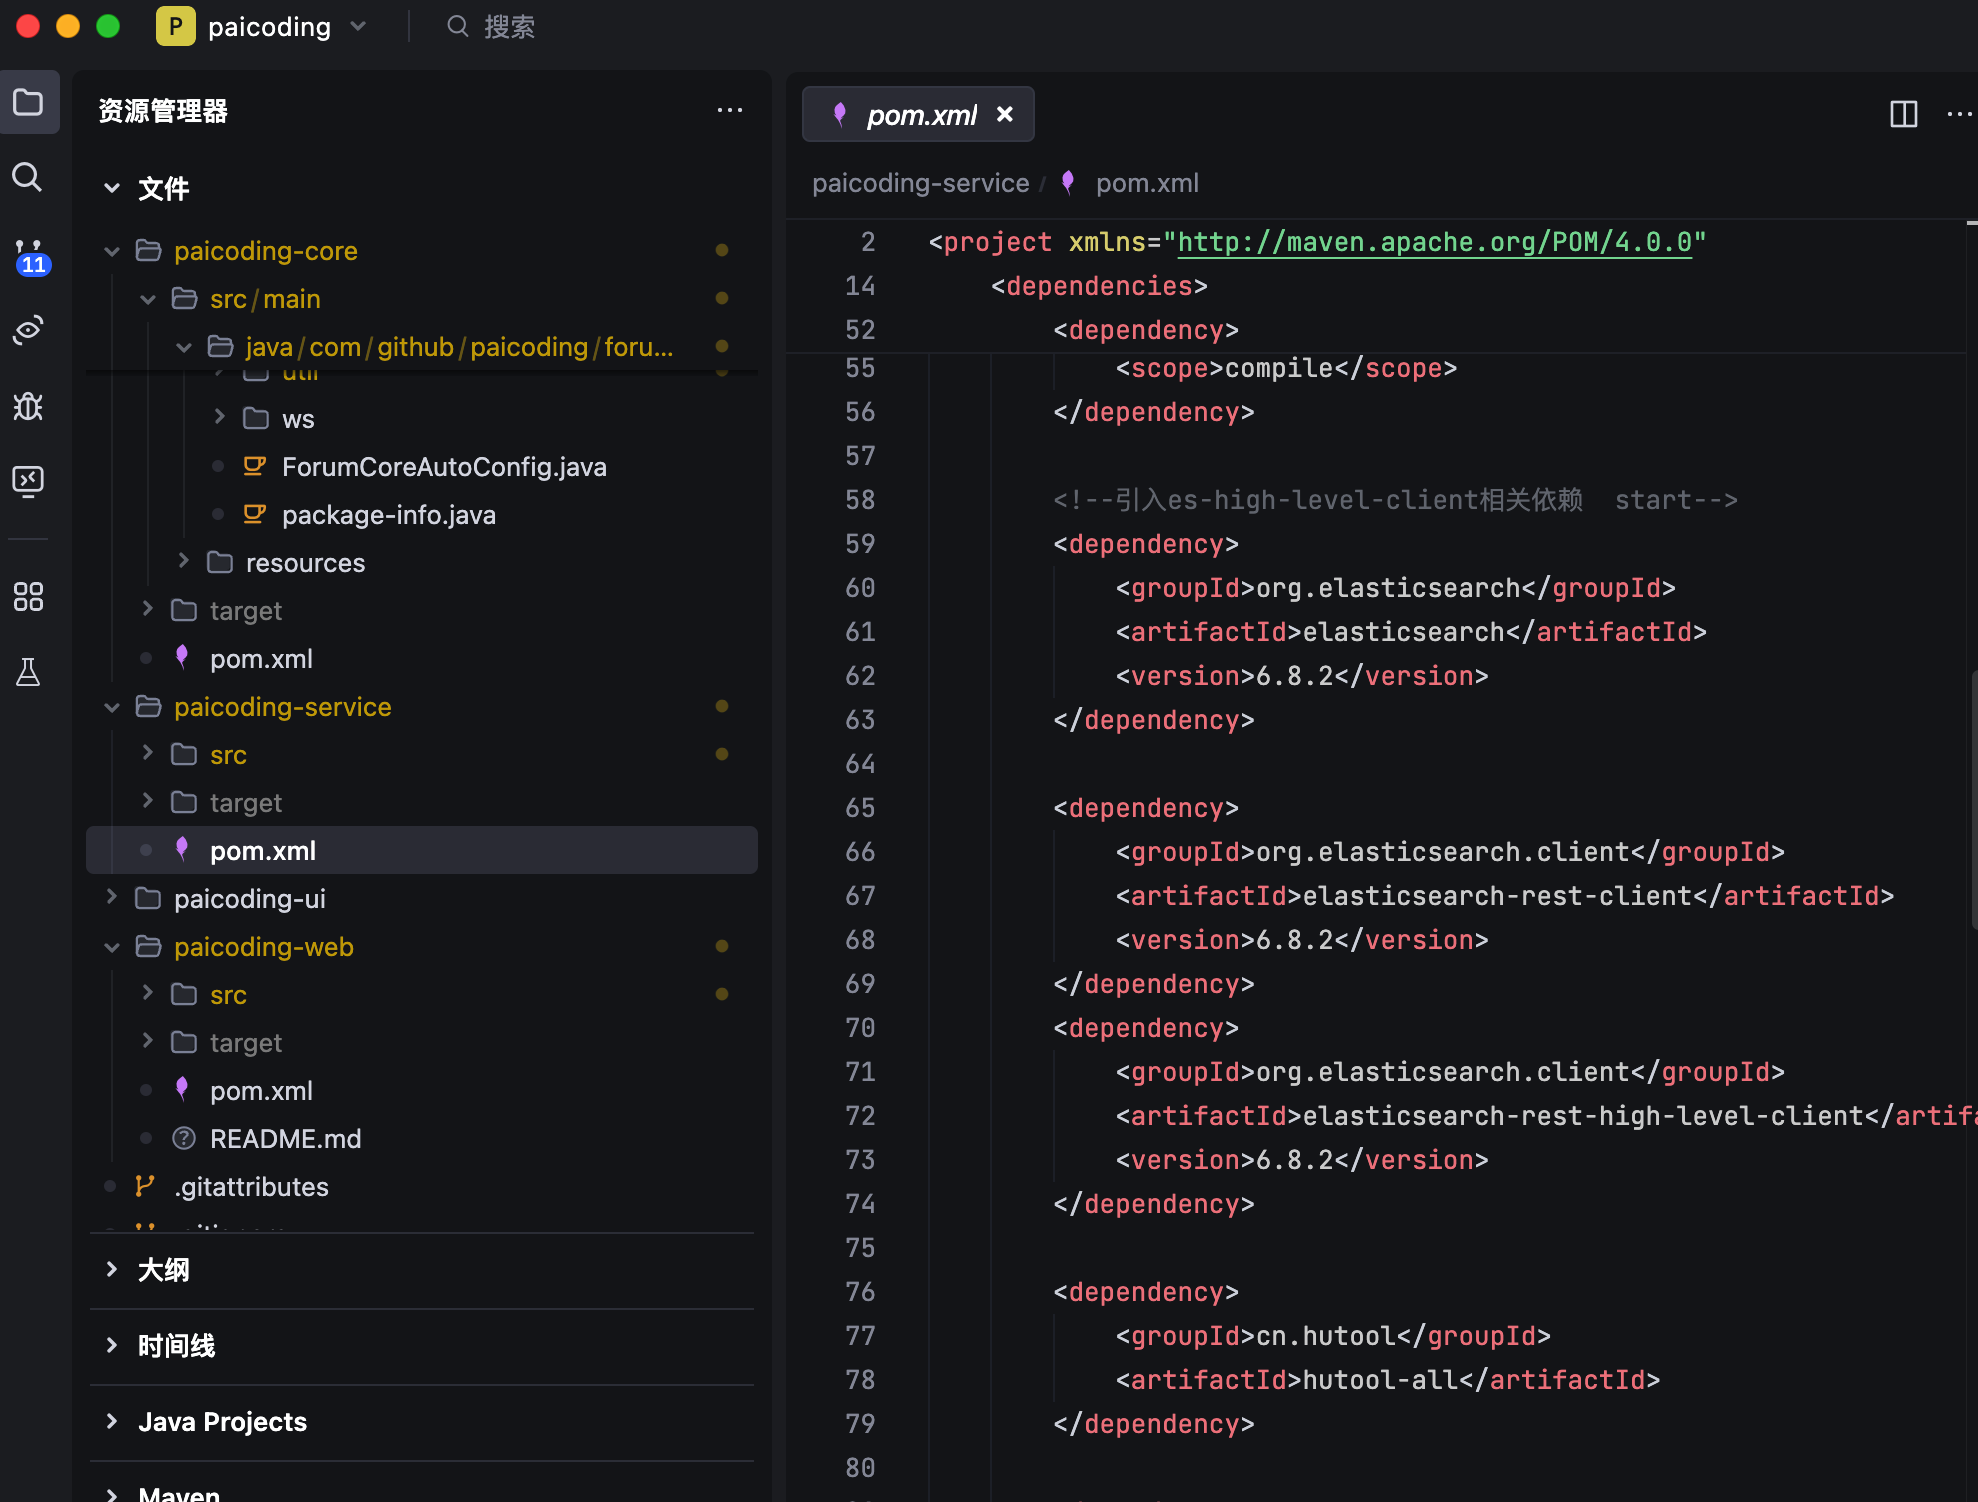 P paicoding
搜索
11
资源管理器
文件
paicoding-core
src/main
java/com/github/paicoding/foru...
util
ws
ForumCoreAutoConfig.java
package-info.java
resources
target
pom.xml
paicoding-service
src
target
pom.xml
paicoding-ui
paicoding-web
src
target
pom.xml
README.md
.gitattributes
大纲
时间线
Java Projects
Maven
pom.xml
paicoding-service / pom.xml
2 <project xmlns="http://maven.apache.org/POM/4.0.0"
14 <dependencies>
52 <dependency>
55 <scope>compile</scope>
56 </dependency>
57
58 <!--引入es-high-level-client相关依赖  start-->
59 <dependency>
60 <groupId>org.elasticsearch</groupId>
61 <artifactId>elasticsearch</artifactId>
62 <version>6.8.2</version>
63 </dependency>
64
65 <dependency>
66 <groupId>org.elasticsearch.client</groupId>
67 <artifactId>elasticsearch-rest-client</artifactId>
68 <version>6.8.2</version>
69 </dependency>
70 <dependency>
71 <groupId>org.elasticsearch.client</groupId>
72 <artifactId>elasticsearch-rest-high-level-client</artif
73 <version>6.8.2</version>
74 </dependency>
75
76 <dependency>
77 <groupId>cn.hutool</groupId>
78 <artifactId>hutool-all</artifactId>
79 </dependency>
80